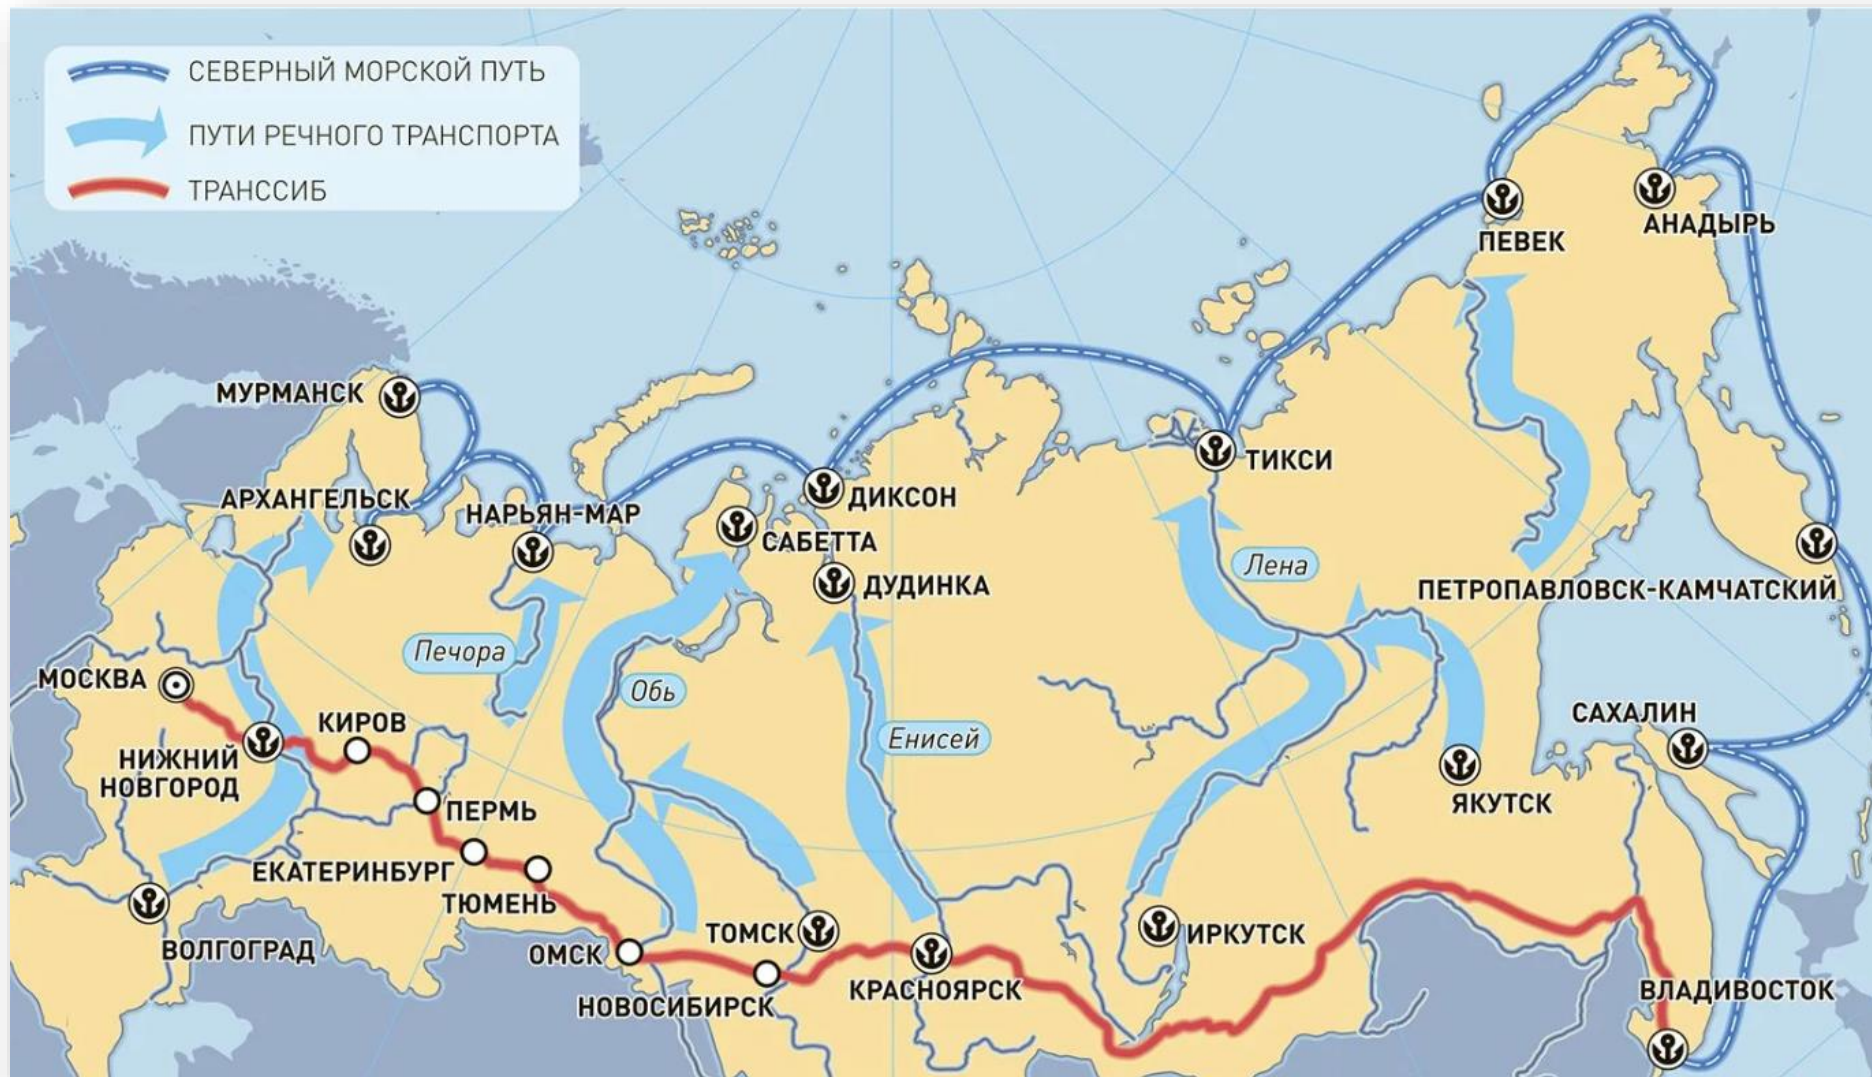 СЕВЕРНЫЙ МОРСКОЙ ПУТЬ
ПУТИ РЕЧНОГО ТРАНСПОРТА
ТРАНССИБ
ПЕВЕК
АНАДЫРЬ
МУРМАНСК
ТИКСИ
АРХАНГЕЛЬСК
НАРЬЯН-МАР
ДИКСОН
САБЕТТА
ДУДИНКА
Лена
ПЕТРОПАВЛОВСК-КАМЧАТСКИЙ
Печора
МОСКВА
Обь
КИРОВ
Енисей
САХАЛИН
НИЖНИЙ
НОВГОРОД
ПЕРМЬ
ЯКУТСК
ЕКАТЕРИНБУРГ
ТЮМЕНЬ
ВОЛГОГРАД
ОМСК
ТОМСК
ИРКУТСК
НОВОСИБИРСК
КРАСНОЯРСК
ВЛАДИВОСТОК